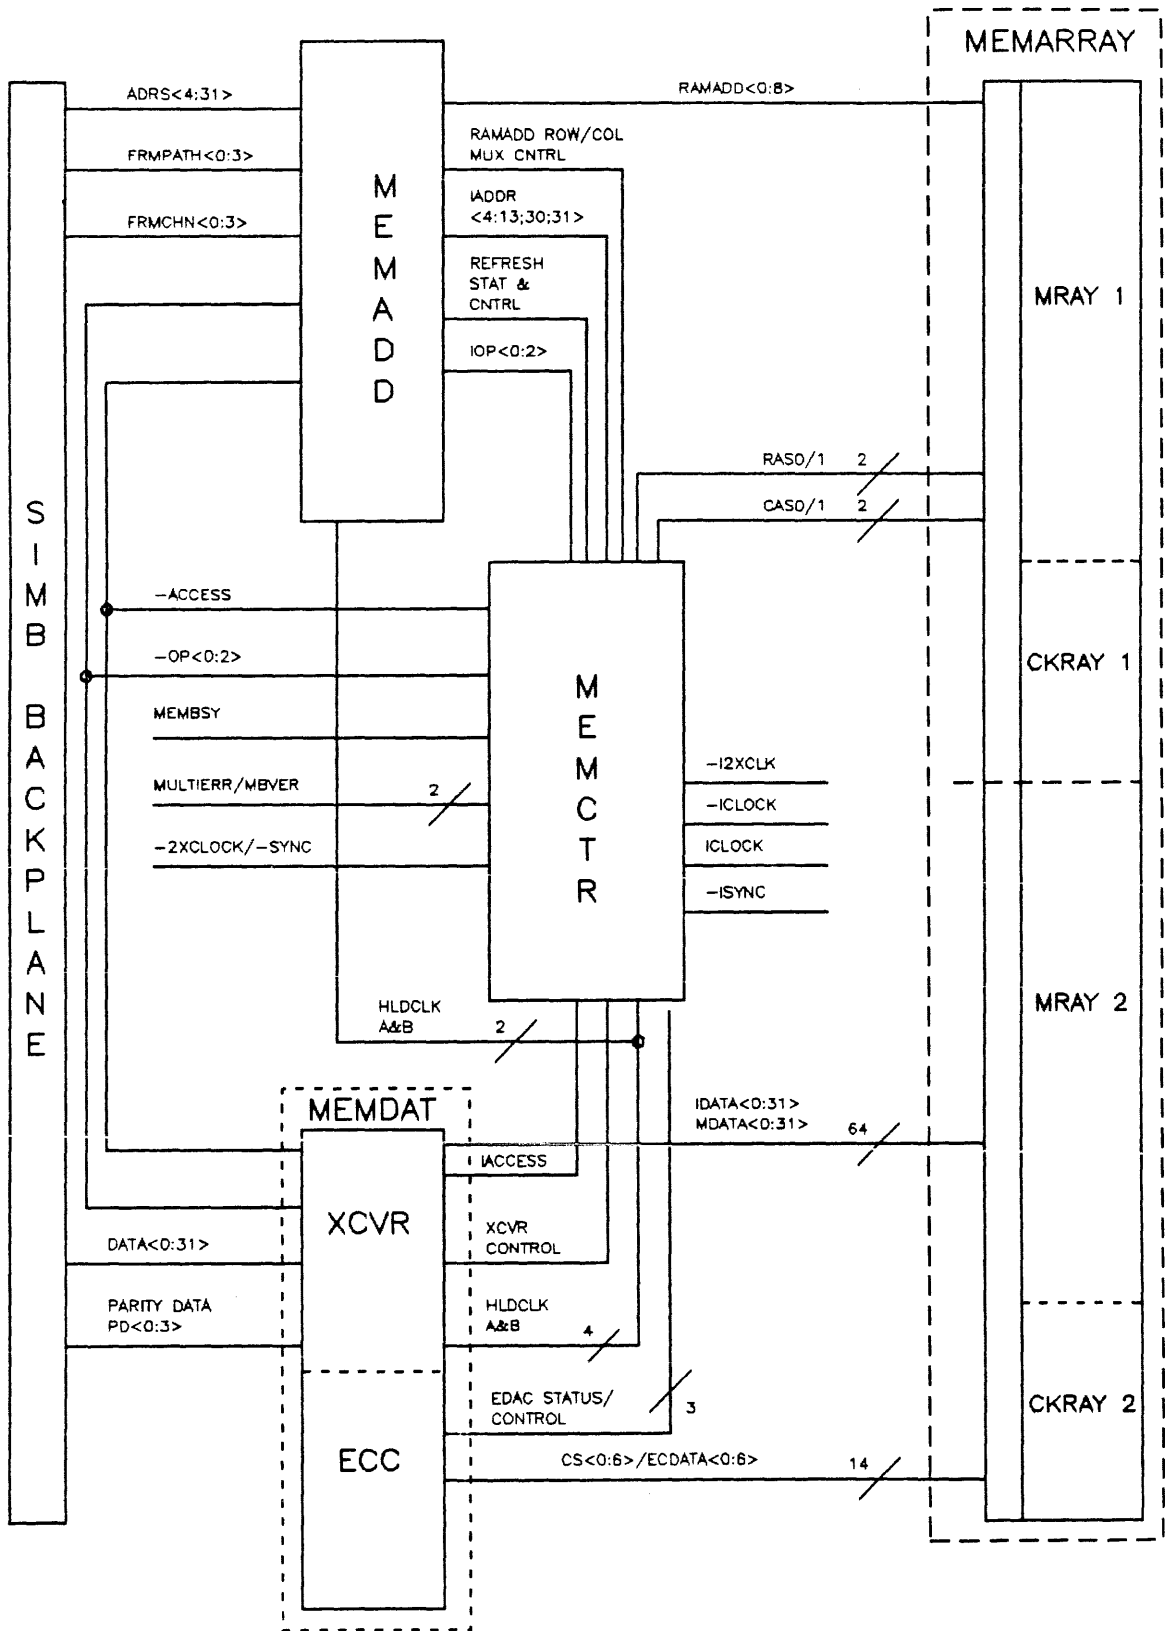 MEMARRAY
ADRS<4:31>
RAMADD<0:8>
FRMPATH<0:3>
RAMADD ROW/COL
MUX CNTRL
FRMCHN<0:3>
IADDR
<4:13;30;31>
REFRESH
STAT &
CNTRL
IOP<0:2>
MEMADD
MRAY 1
RAS0/1 2
CAS0/1 2
SIMB BACKPLANE
-ACCESS
-OP<0:2>
MEMBSY
MULTIERR/MBVER 2
-2XCLOCK/-SYNC
MEMCTR
CKRAY 1
-I2XCLK
-ICLOCK
ICLOCK
-ISYNC
MRAY 2
HLDCLK
A&B 2
MEMDAT
IDATA<0:31>
MDATA<0:31> 64
IACCESS
XCVR
XCVR
CONTROL
DATA<0:31>
PARITY DATA
PD<0:3>
HLDCLK
A&B 4
EDAC STATUS/
CONTROL 3
CKRAY 2
ECC
CS<0:6>/ECDATA<0:6> 14